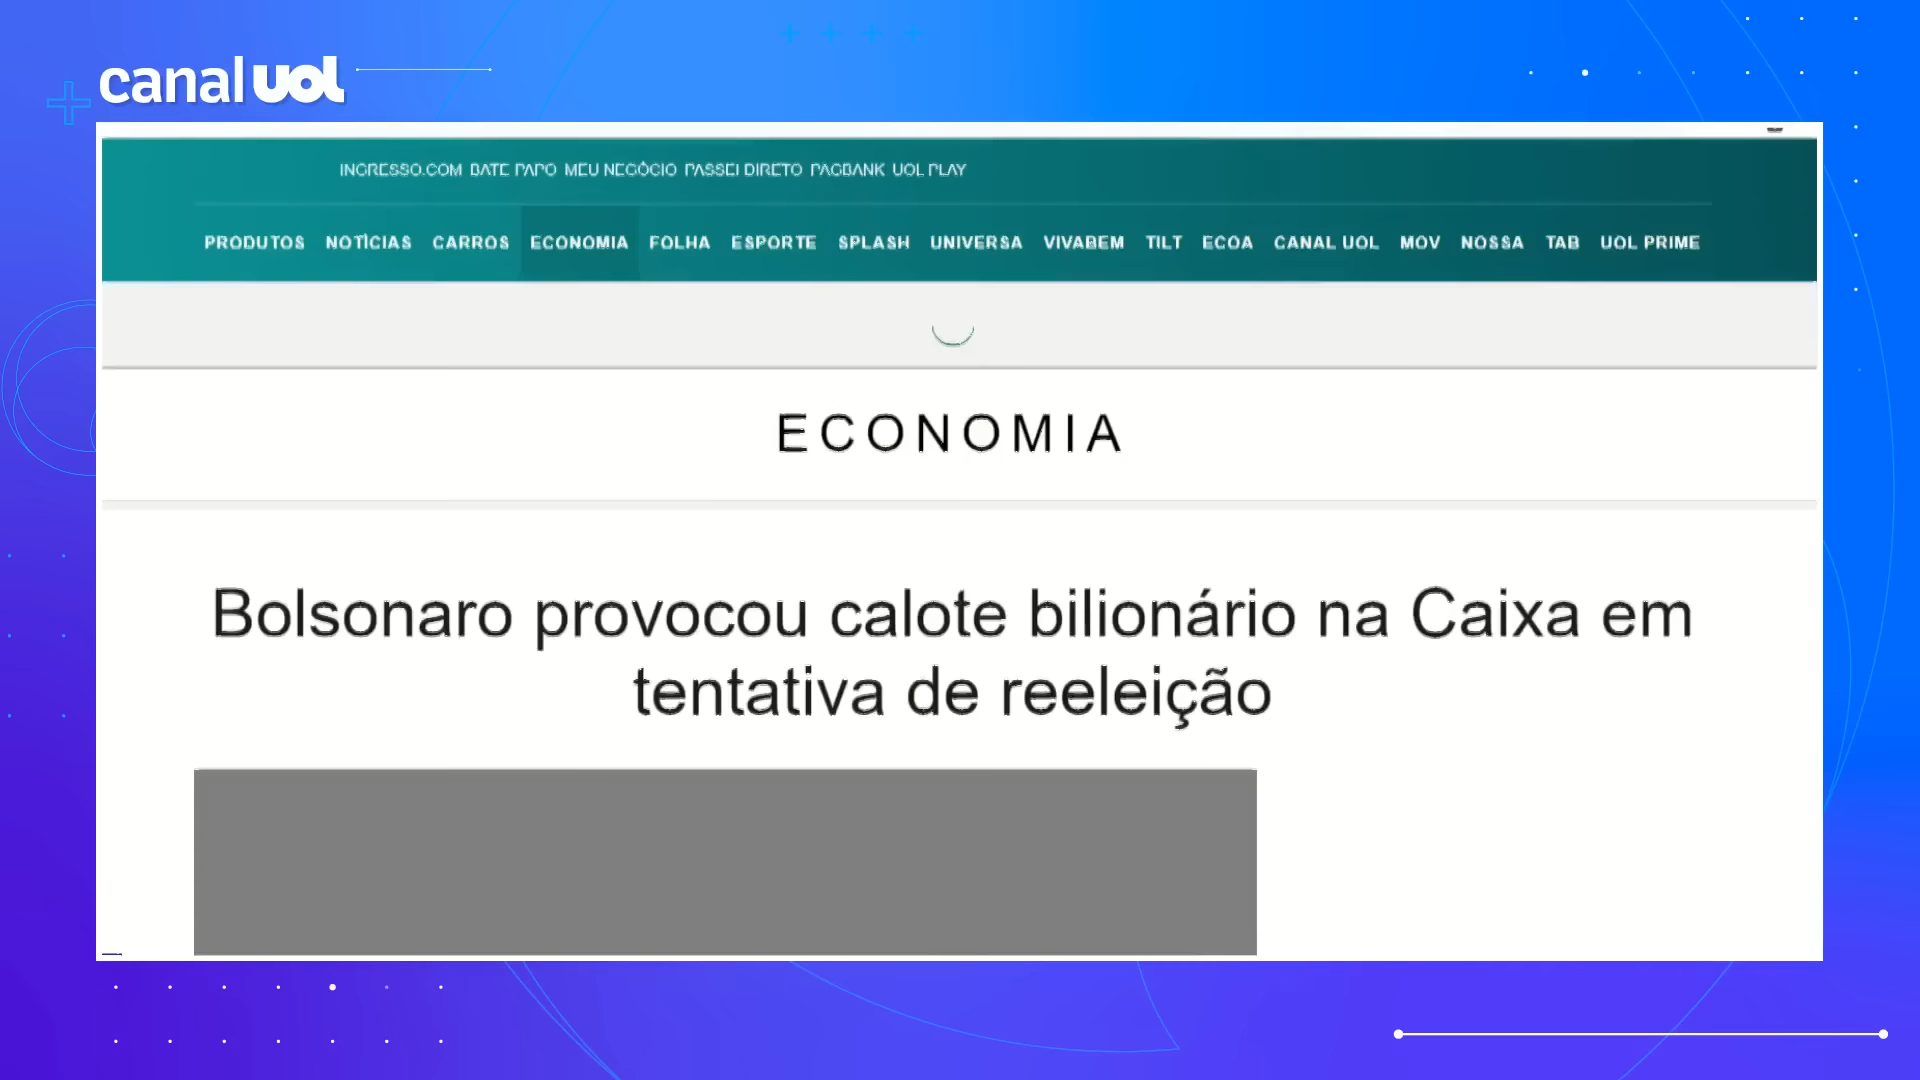 canal uol
INGRESSO.COM BATE PAPO MEU NEGÓCIO PASSEI DIRETO PAGBANK UOL PLAY
PRODUTOS NOTÍCIAS CARROS ECONOMIA FOLHA ESPORTE SPLASH UNIVERSA VIVABEM TILT ECOA CANAL UOL MOV NOSSA TAB UOL PRIME
ECONOMIA
Bolsonaro provocou calote bilionário na Caixa em
tentativa de reeleição